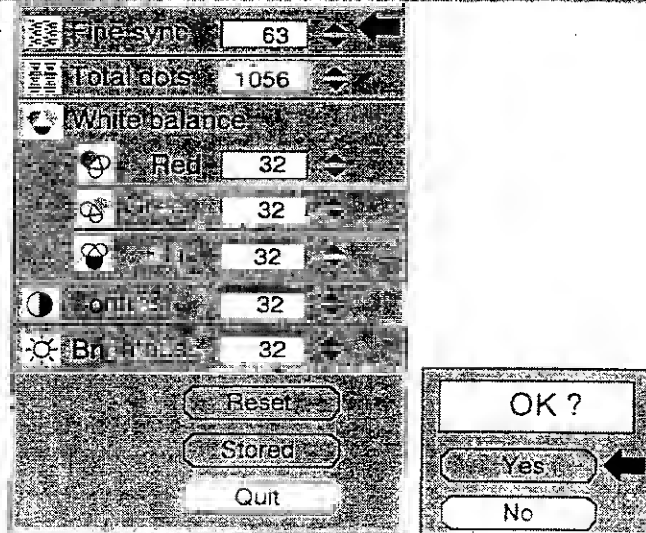 Fine sync 63
Total dots 1056
White balance
Red 32
32
32
32
32
Reset
Stored
Quit
OK ?
Yes
No